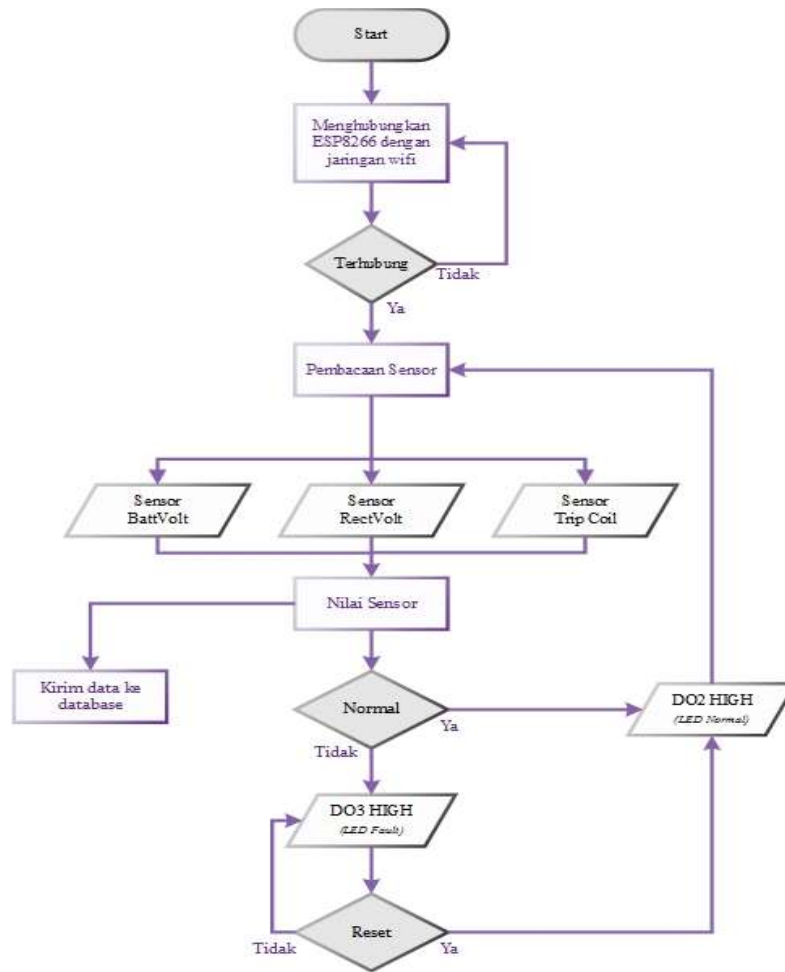 Start
Menghubungkan
ESP8266 dengan
jaringan wifi
Terhubung
Tidak
Ya
Pembacaan Sensor
Sensor
BattVolt
Sensor
RectVolt
Sensor
Trip Coil
Nilai Sensor
Kirim data ke
database
Normal
Ya
Tidak
DO2 HIGH
(LED Normal)
DO3 HIGH
(LED Fault)
Reset
Tidak
Ya